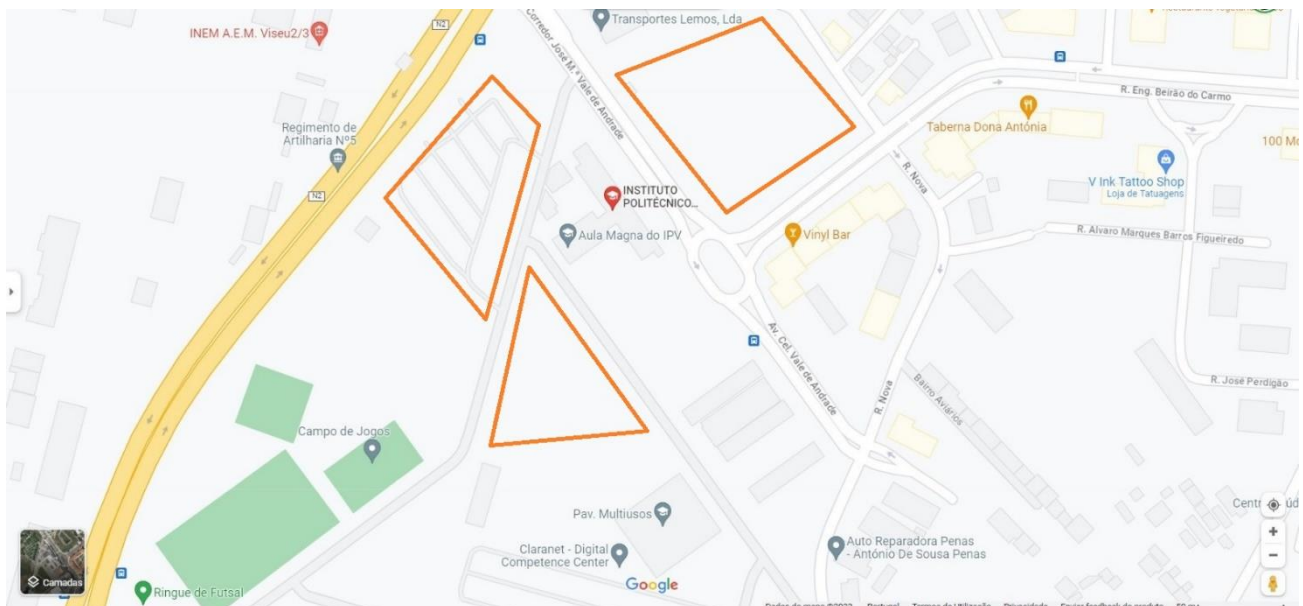 Transportes Lemos, Lda
INEM A.E.M. Viseu2/3
N2
Corredor José M.ª Vale de Andrade
R. Eng. Beirão do Carmo
Regimento de
Artilharia Nº5
Taberna Dona Antónia
100 Mo
V Ink Tattoo Shop
Loja de Tatuagens
R. Nova
N2
INSTITUTO
POLITÉCNICO...
Aula Magna do IPV
Vinyl Bar
R. Alvaro Marques Barros Figueiredo
Av. Cel. Vale de Andrade
R. Nova
Bairro Aviários
R. José Perdigão
Campo de Jogos
Pav. Multiusos
Claranet - Digital
Competence Center
Auto Reparadora Penas
- António De Sousa Penas
Camadas
Google
Ringue de Futsal